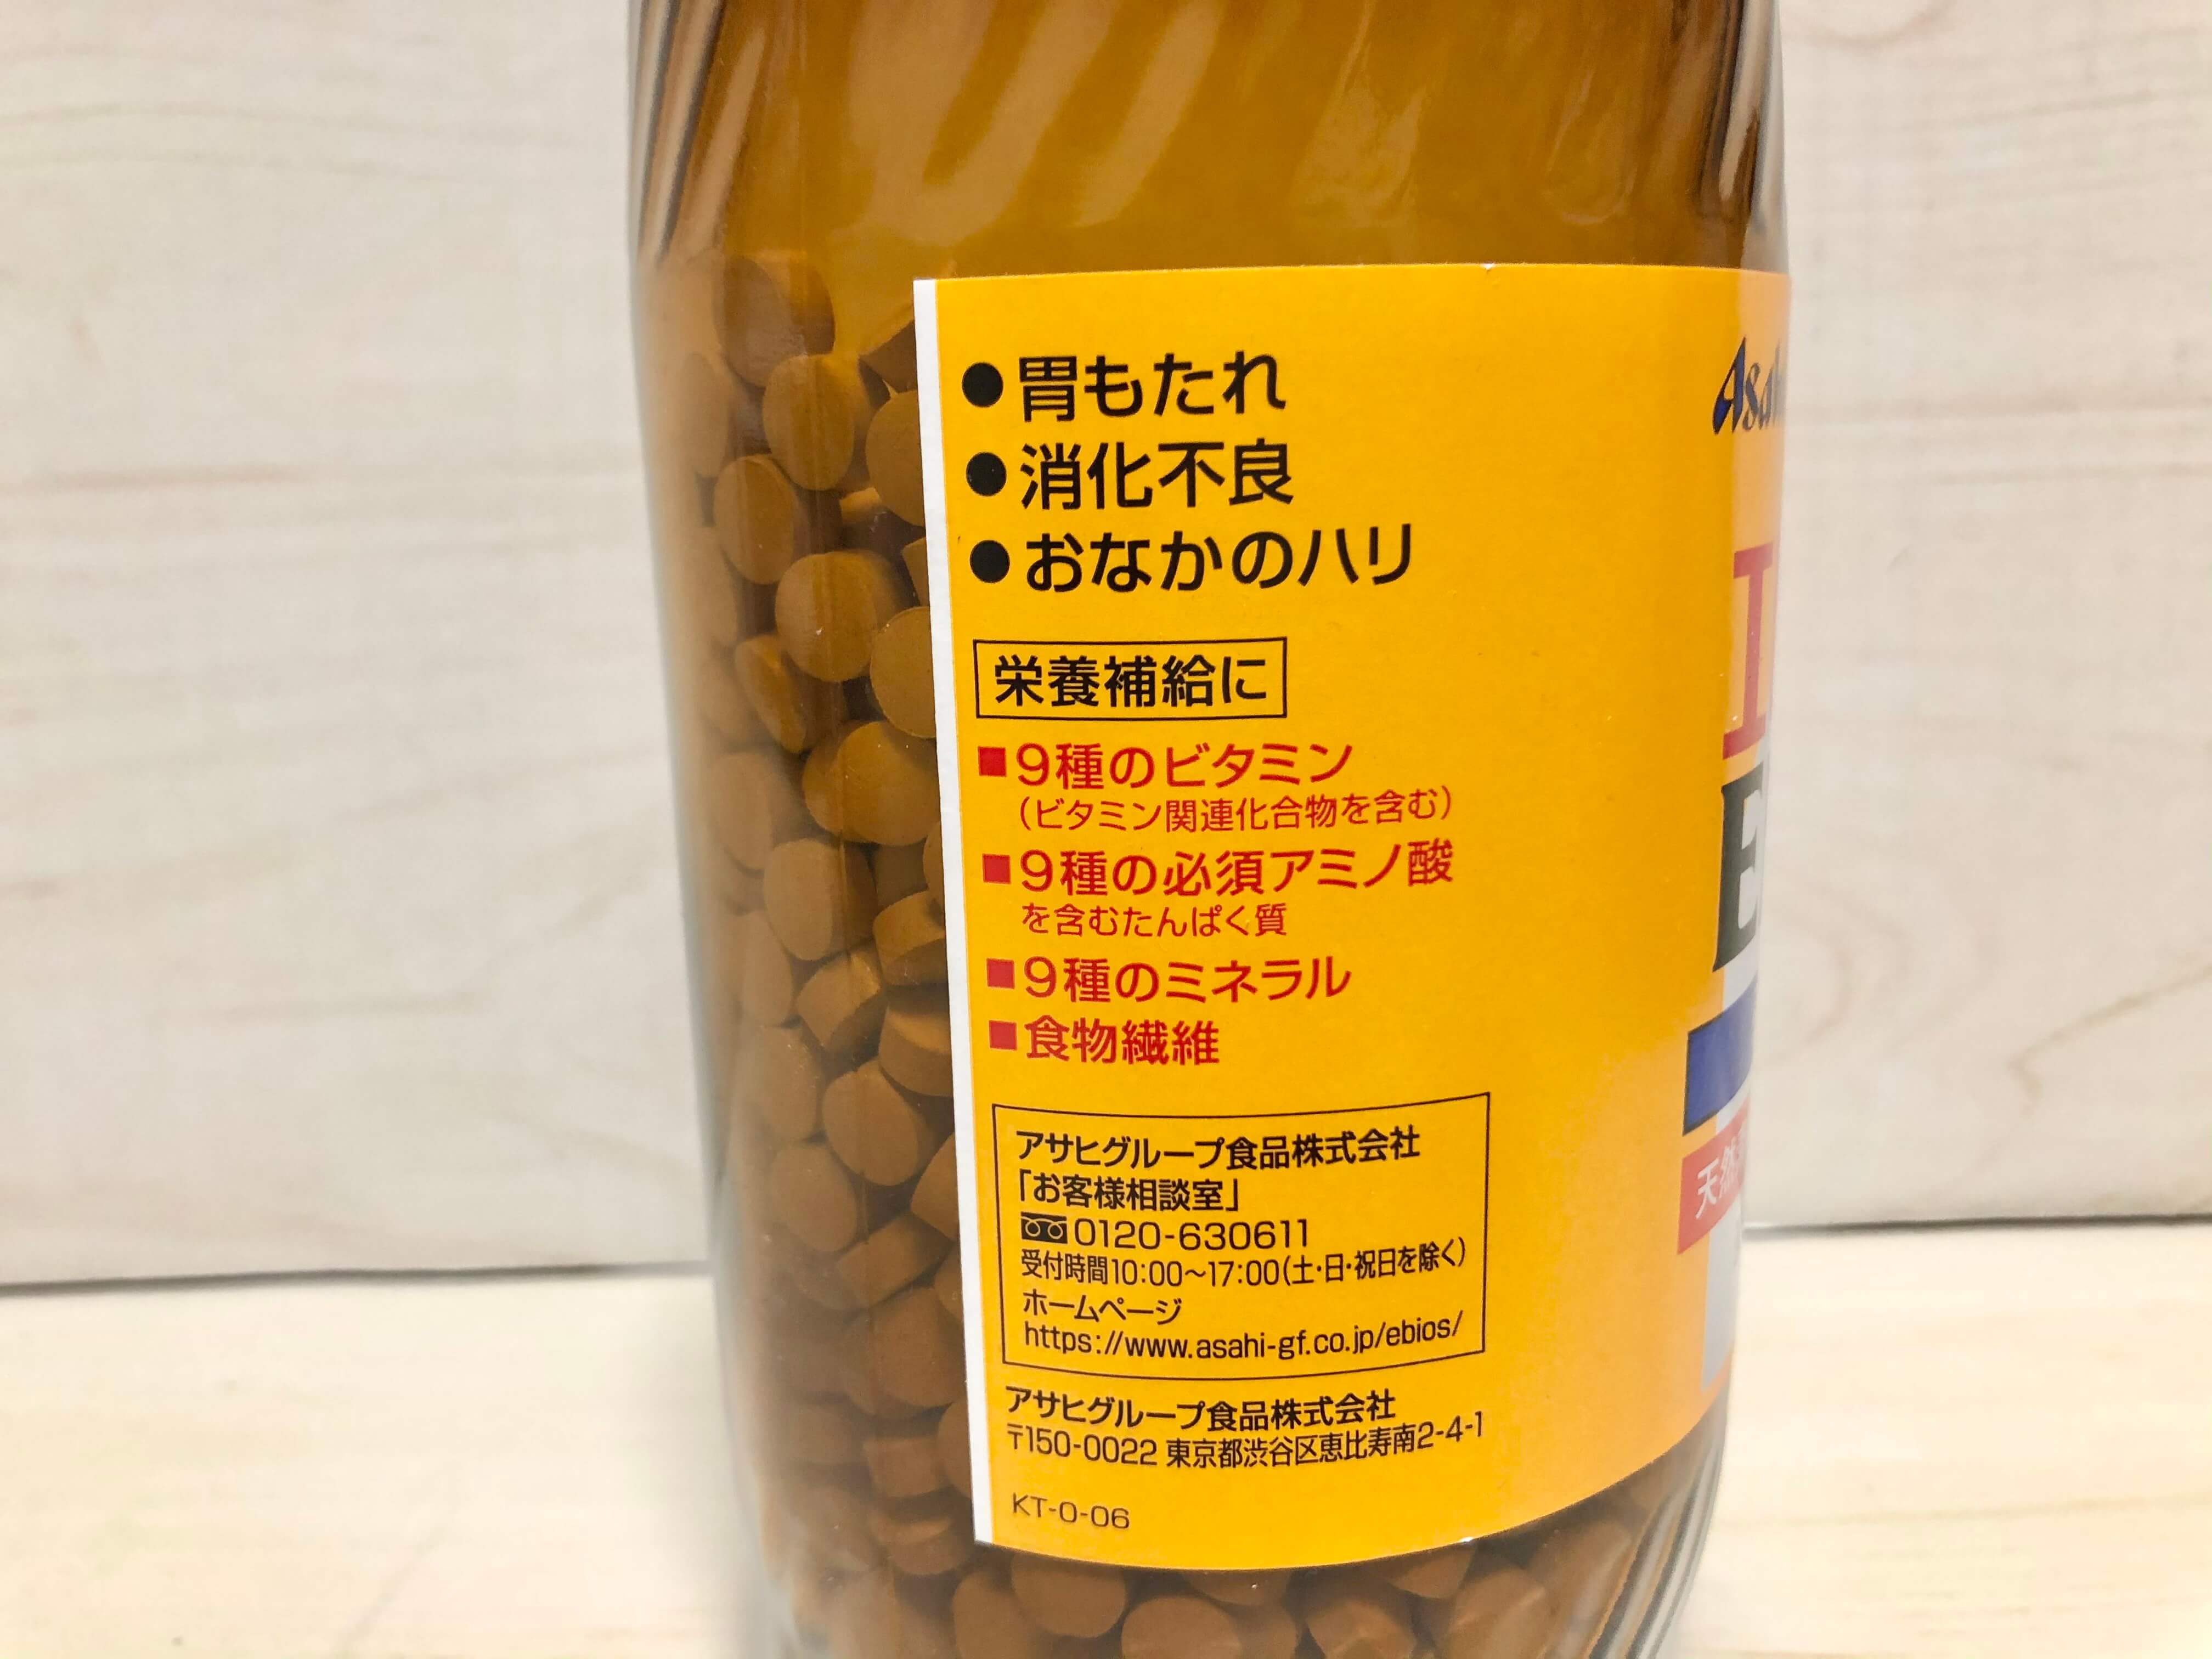 ●胃もたれ
●消化不良
●おなかのハリ
栄養補給に
■9種のビタミン
（ビタミン関連化合物を含む）
■9種の必須アミノ酸
を含むたんぱく質
■9種のミネラル
■食物繊維
アサヒグループ食品株式会社
「お客様相談室」
0120-630611
受付時間10:00～17:00(土・日・祝日を除く)
ホームページ
https://www.asahi-gf.co.jp/ebios/
アサヒグループ食品株式会社
〒150-0022 東京都渋谷区恵比寿南2-4-1
KT-0-06
Asahi
天然